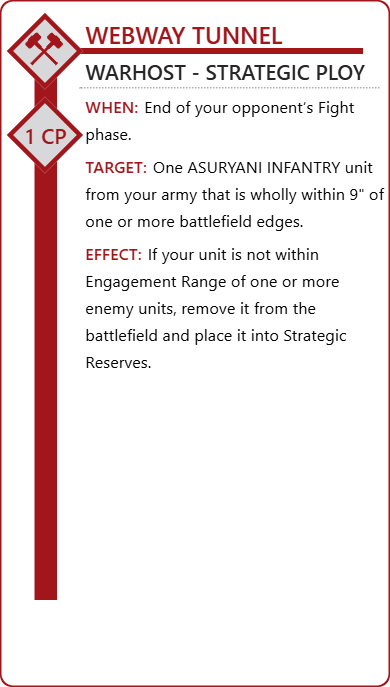 WEBWAY TUNNEL
WARHOST - STRATEGIC PLOY
1 CP
WHEN: End of your opponent’s Fight
phase.
TARGET: One ASURYANI INFANTRY unit
from your army that is wholly within 9" of
one or more battlefield edges.
EFFECT: If your unit is not within
Engagement Range of one or more
enemy units, remove it from the
battlefield and place it into Strategic
Reserves.